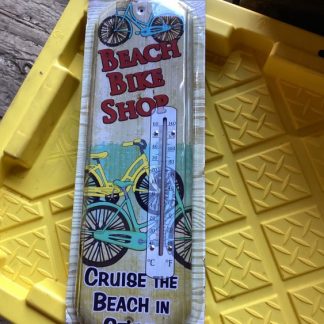 BEACH
BIKE
SHOP
°C °F
CRUISE THE
BEACH IN